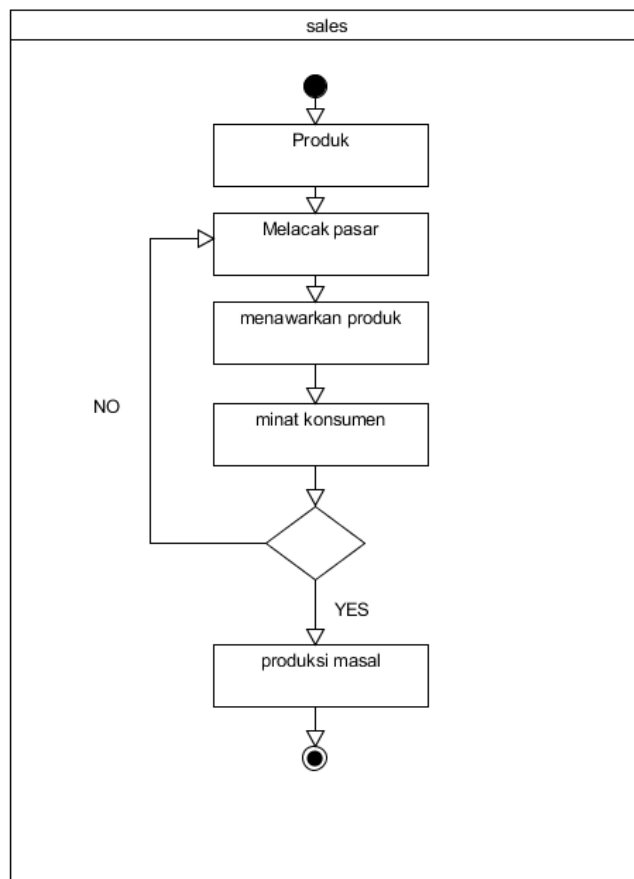 sales
Produk
Melacak pasar
menawarkan produk
NO
minat konsumen
YES
produksi masal